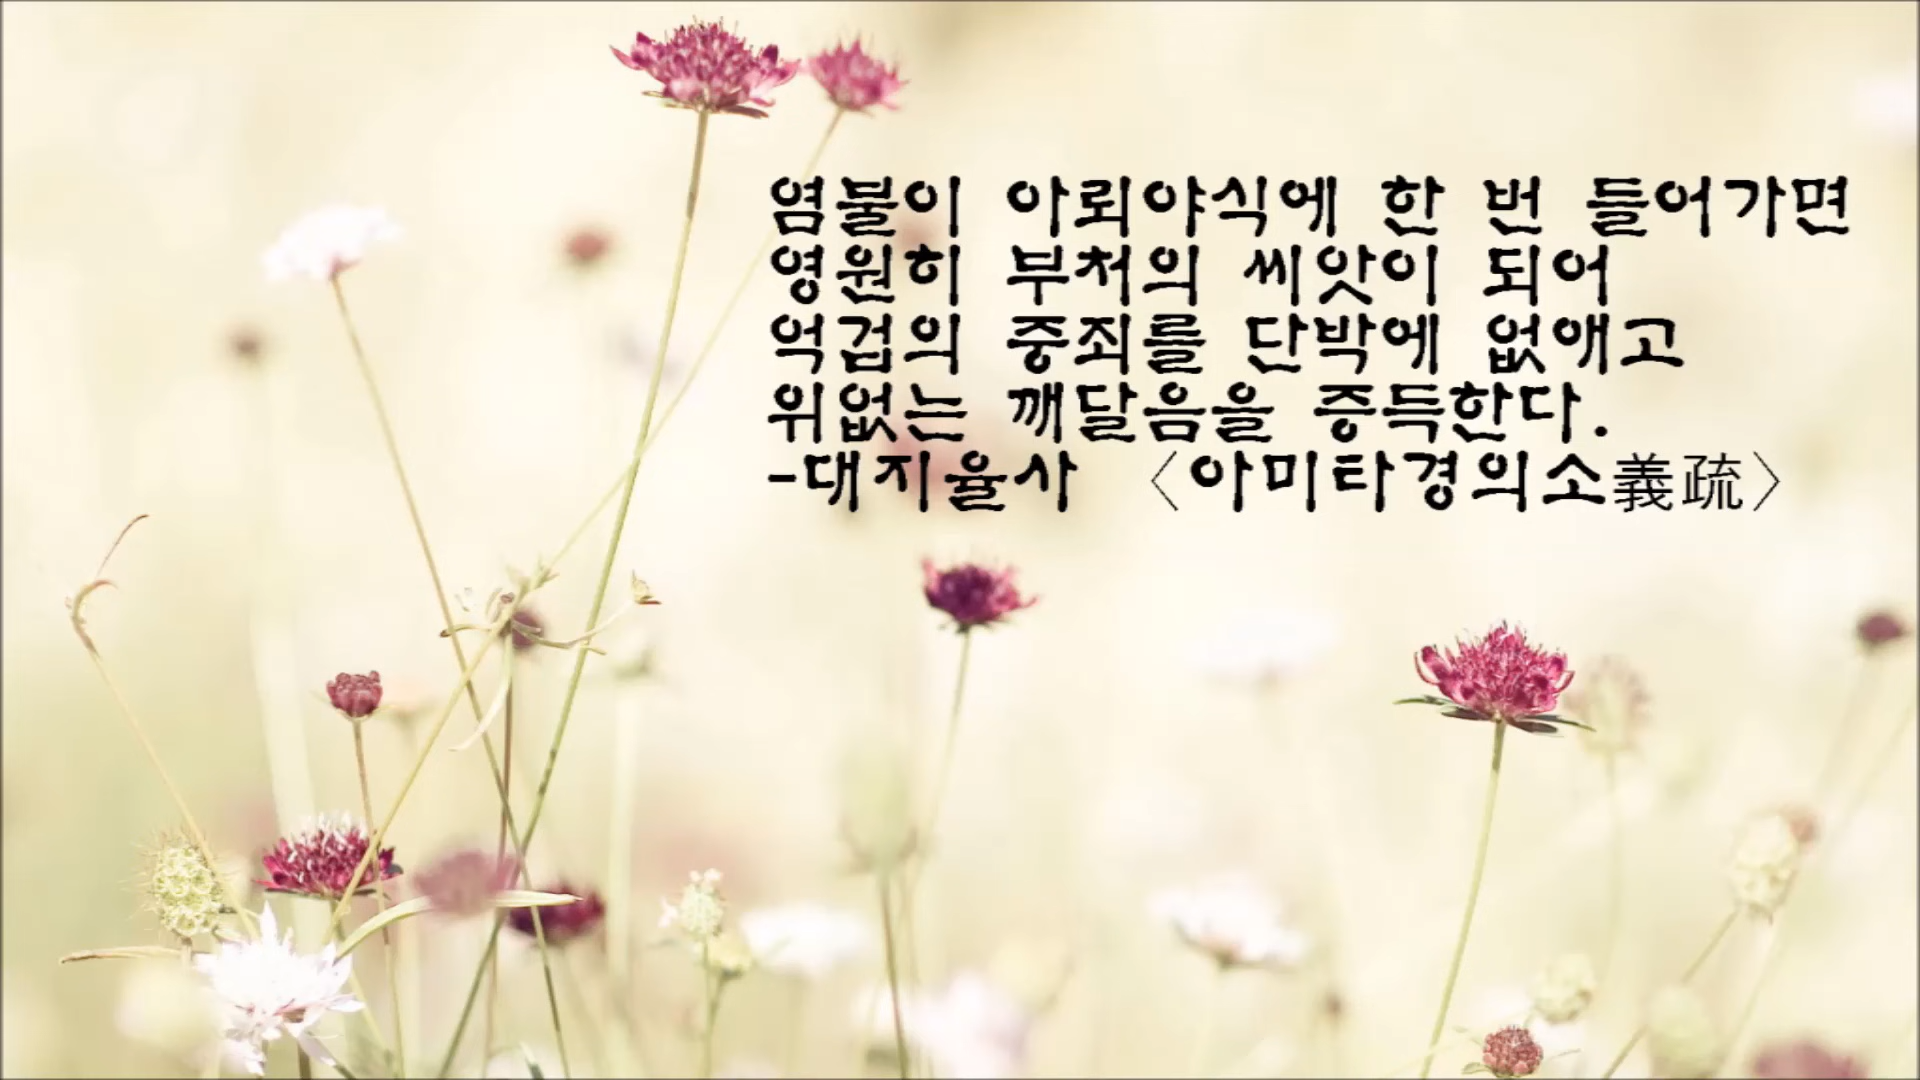 염불이 아뢰야식에 한 번 들어가면
영원히 부처의 씨앗이 되어
억겁의 중죄를 단박에 없애고
위없는 깨달음을 증득한다.
-대지율사 〈아미타경의소義疏〉